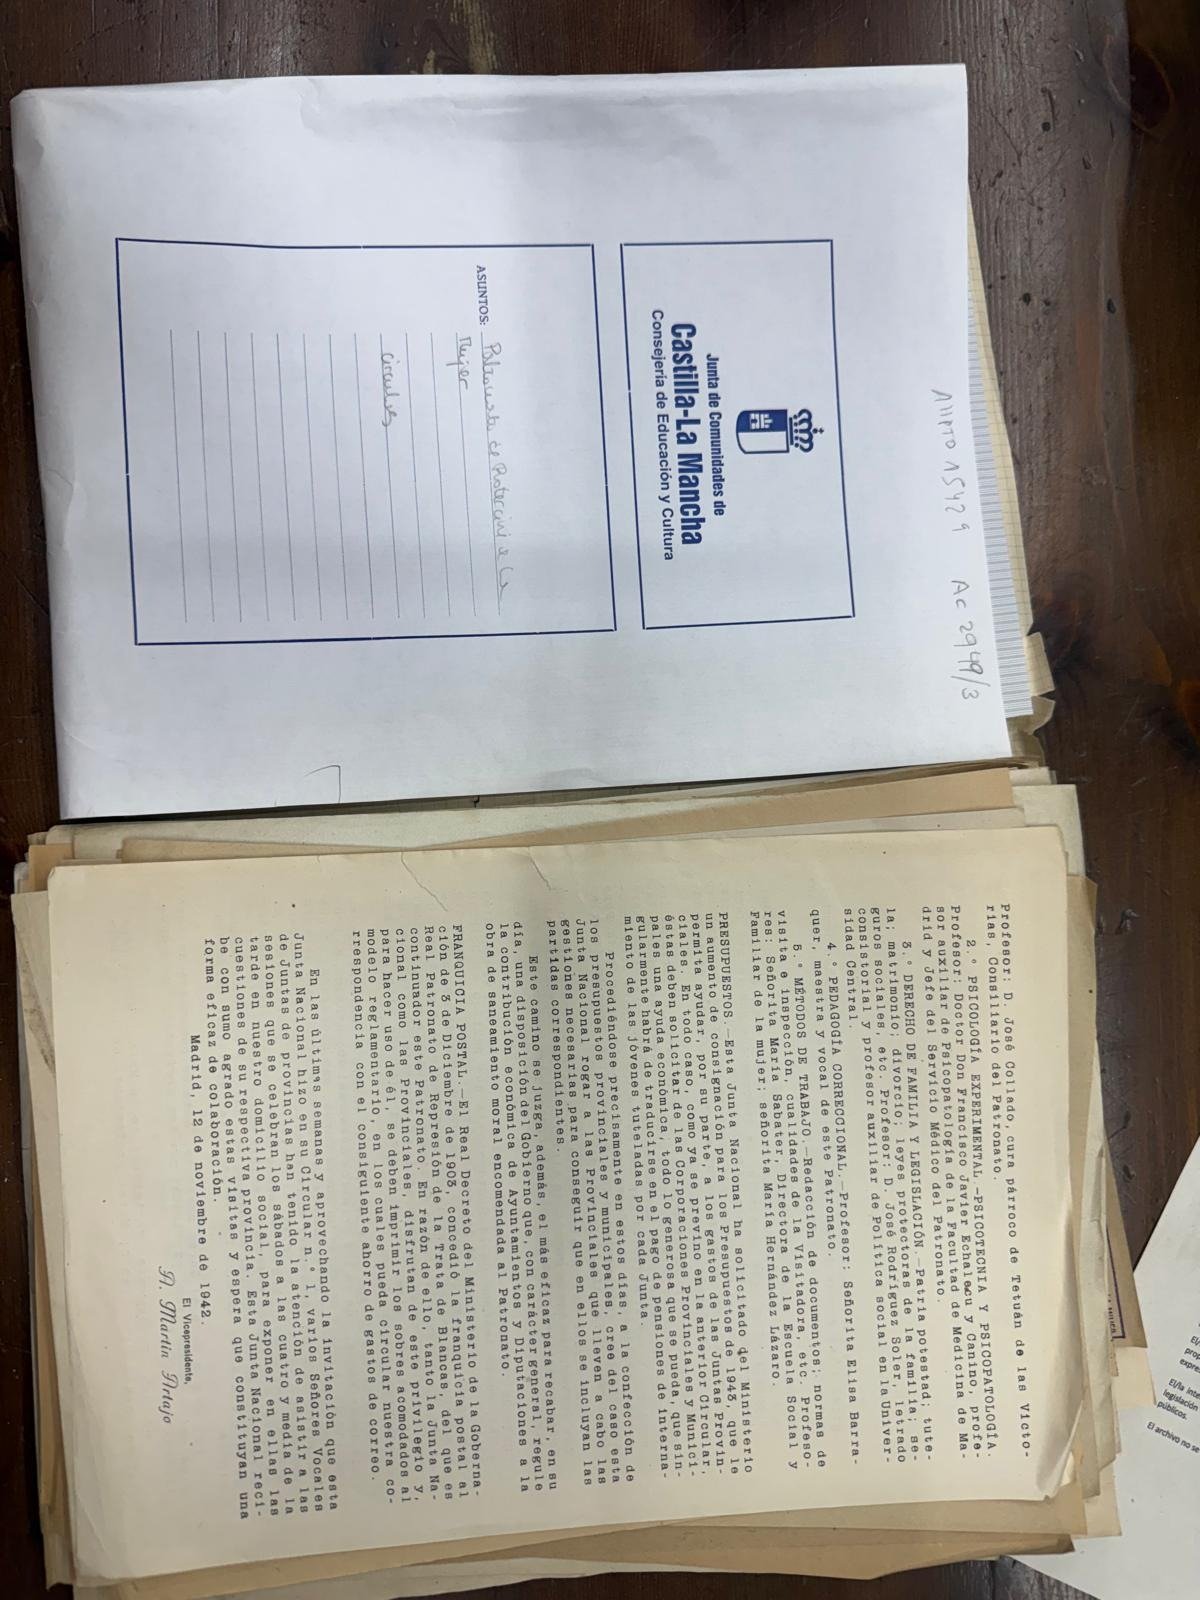 AHPTO 15429 AC 2949/3
Junta de Comunidades de
Castilla-La Mancha
Consejería de Educación y Cultura
ASUNTOS: Patronato de Protección a la
Mujer
Circulares
Profesor: D. José Collado, cura párroco de Tetuán de las Victo-
rias, Consiliario del Patronato.
2.º PSICOLOGÍA EXPERIMENTAL.-PSICOTECNIA Y PSICOPATOLOGÍA.
Profesor: Doctor Don Francisco Javier Echalecu y Canino, profe-
sor auxiliar de Psicopatología de la Facultad de Medicina de Ma-
drid y Jefe del Servicio Médico del Patronato.
3.º DERECHO DE FAMILIA Y LEGISLACIÓN.-Patria potestad; tute-
la; matrimonio; divorcio; leyes protectoras de la familia; se-
guros sociales, etc. Profesor: D. José Rodríguez Soler, letrado
consistorial y profesor auxiliar de Política social en la Univer-
sidad Central.
4.º PEDAGOGÍA CORRECCIONAL.-Profesor: Señorita Elisa Barra-
quer, maestra y vocal de este Patronato.
5.º MÉTODOS DE TRABAJO.-Redacción de documentos; normas de
visita e inspección, cualidades de la Visitadora, etc. Profeso-
res: Señorita María Sabater, Directora de la Escuela Social y
Familiar de la mujer; señorita María Hernández Lázaro.
PRESUPUESTOS.-Esta Junta Nacional ha solicitado del Ministerio
un aumento de consignación para los Presupuestos de 1943, que le
permita ayudar, por su parte, a los gastos de las Juntas Provin-
ciales. En todo caso, como ya se previno en la anterior Circular,
éstas deben solicitar de las Corporaciones Provinciales y Munici-
pales una ayuda económica, todo lo generosa que se pueda, que sin-
gularmente habrá de traducirse en el pago de pensiones de interna-
miento de las jóvenes tuteladas por cada Junta.
Procediéndose precisamente en estos días, a la confección de
los presupuestos provinciales y municipales, cree del caso esta
Junta Nacional rogar a las Provinciales que lleven a cabo las
gestiones necesarias para conseguir que en ellos se incluyan las
partidas correspondientes.
Este camino se juzga, además, el más eficaz para recabar, en su
día, una disposición del Gobierno que, con carácter general, regule
la contribución económica de Ayuntamientos y Diputaciones a la
obra de saneamiento moral encomendada al Patronato.
FRANQUICIA POSTAL.-El Real Decreto del Ministerio de la Goberna-
ción de 3 de Diciembre de 1903, concedió la franquicia postal al
Real Patronato de Represión de la Trata de Blancas, del que es
continuador este Patronato. En razón de ello, tanto la Junta Na-
cional como las Provinciales, disfrutan de este privilegio y,
para hacer uso de él, se deben imprimir los sobres acomodados al
modelo reglamentario, en los cuales pueda circular nuestra co-
rrespondencia con el consiguiente ahorro de gastos de correo.
En las últimas semanas y aprovechando la invitación que esta
Junta Nacional hizo en su Circular n.º 1, varios Señores Vocales
de Juntas de provincias han tenido la atención de asistir a las
sesiones que se celebran los sábados a las cuatro y media de la
tarde en nuestro domicilio social, para exponer en ellas las
cuestiones de su respectiva provincia. Esta Junta Nacional reci-
be con sumo agrado estas visitas y espera que constituyan una
forma eficaz de colaboración.
Madrid, 12 de noviembre de 1942.
El Vicepresidente,
A. Martín Artajo
El/la inte
legislación
públicos.
El archivo no se